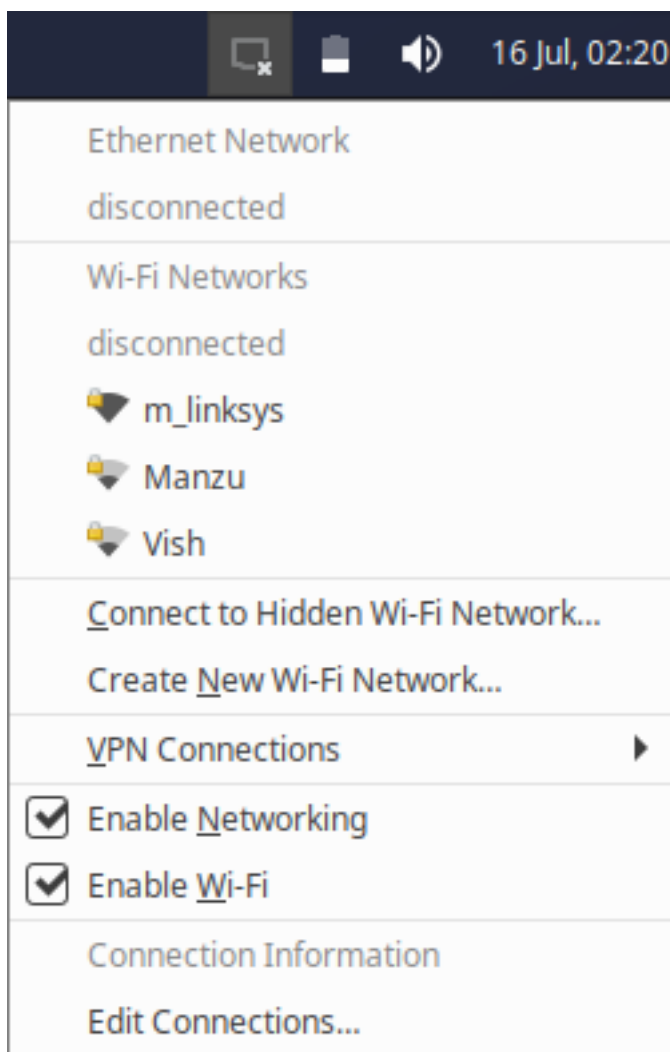 16 Jul, 02:20
Ethernet Network
disconnected
Wi-Fi Networks
disconnected
m_linksys
Manzu
Vish
Connect to Hidden Wi-Fi Network...
Create New Wi-Fi Network...
VPN Connections
Enable Networking
Enable Wi-Fi
Connection Information
Edit Connections...